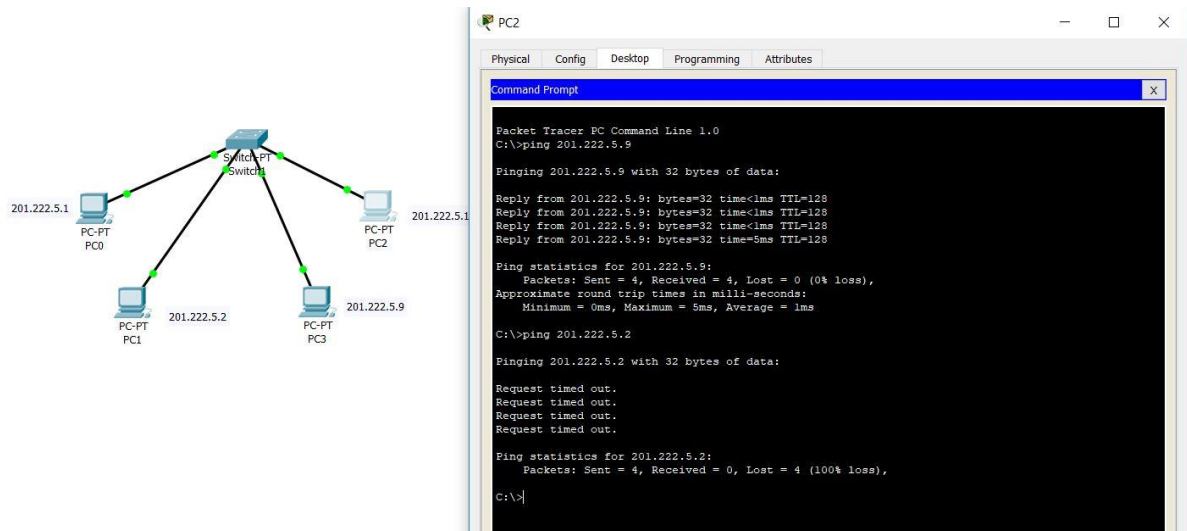 Switch-PT
Switch1
201.222.5.1
PC-PT
PC0
201.222.5.1
PC-PT
PC2
201.222.5.2
PC-PT
PC1
201.222.5.9
PC-PT
PC3
PC2
Physical Config Desktop Programming Attributes
Command Prompt X
Packet Tracer PC Command Line 1.0
C:\>ping 201.222.5.9
Pinging 201.222.5.9 with 32 bytes of data:
Reply from 201.222.5.9: bytes=32 time<1ms TTL=128
Reply from 201.222.5.9: bytes=32 time<1ms TTL=128
Reply from 201.222.5.9: bytes=32 time<1ms TTL=128
Reply from 201.222.5.9: bytes=32 time=5ms TTL=128
Ping statistics for 201.222.5.9:
Packets: Sent = 4, Received = 4, Lost = 0 (0% loss),
Approximate round trip times in milli-seconds:
Minimum = 0ms, Maximum = 5ms, Average = 1ms
C:\>ping 201.222.5.2
Pinging 201.222.5.2 with 32 bytes of data:
Request timed out.
Request timed out.
Request timed out.
Request timed out.
Ping statistics for 201.222.5.2:
Packets: Sent = 4, Received = 0, Lost = 4 (100% loss),
C:\>